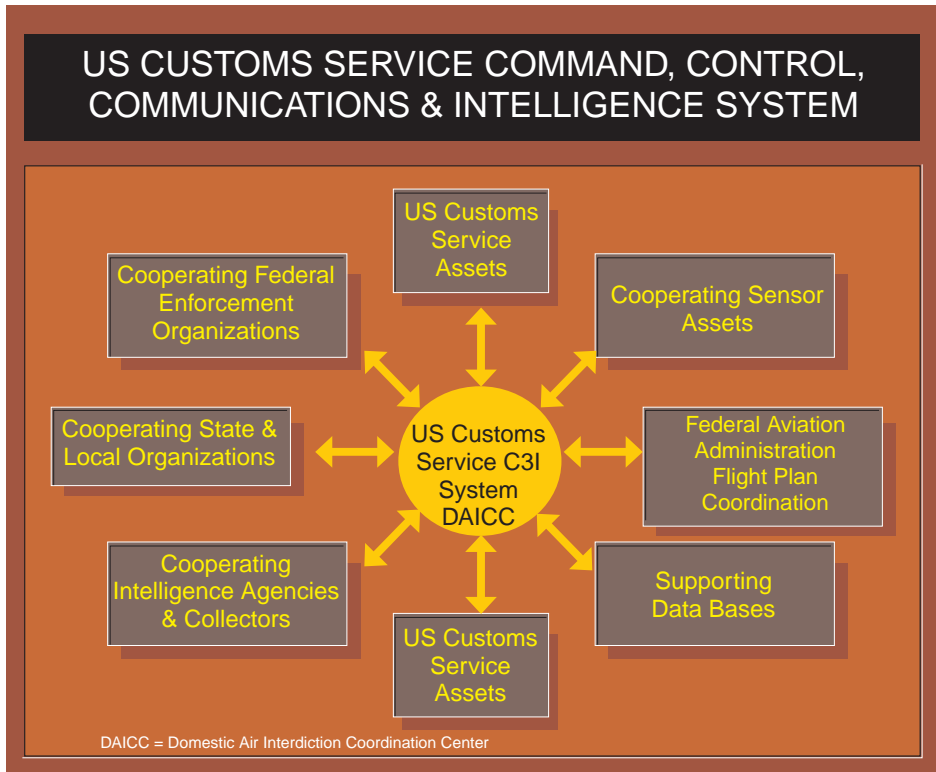 US CUSTOMS SERVICE COMMAND, CONTROL,
COMMUNICATIONS & INTELLIGENCE SYSTEM
US Customs
Service
Assets
Cooperating Federal
Enforcement
Organizations
Cooperating Sensor
Assets
Cooperating State &
Local Organizations
US Customs
Service C3I
System
DAICC
Federal Aviation
Administration
Flight Plan
Coordination
Cooperating
Intelligence Agencies
& Collectors
US Customs
Service
Assets
Supporting
Data Bases
DAICC = Domestic Air Interdiction Coordination Center